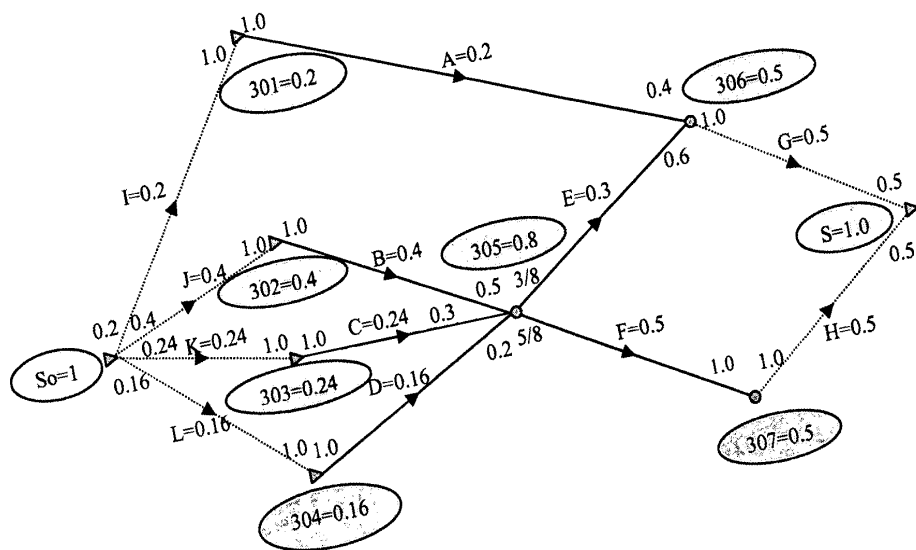 1.0
1.0
A=0.2
301=0.2
0.4
306=0.5
1.0
G=0.5
0.6
I=0.2
E=0.3
0.5
1.0
1.0
B=0.4
305=0.8
S=1.0
J=0.4
302=0.4
0.5
3/8
0.5
0.2
0.4
C=0.24
0.3
0.24
K=0.24
1.0
1.0
0.2
5/8
F=0.5
H=0.5
So=1
0.16
303=0.24
D=0.16
1.0
1.0
L=0.16
1.0
1.0
307=0.5
304=0.16